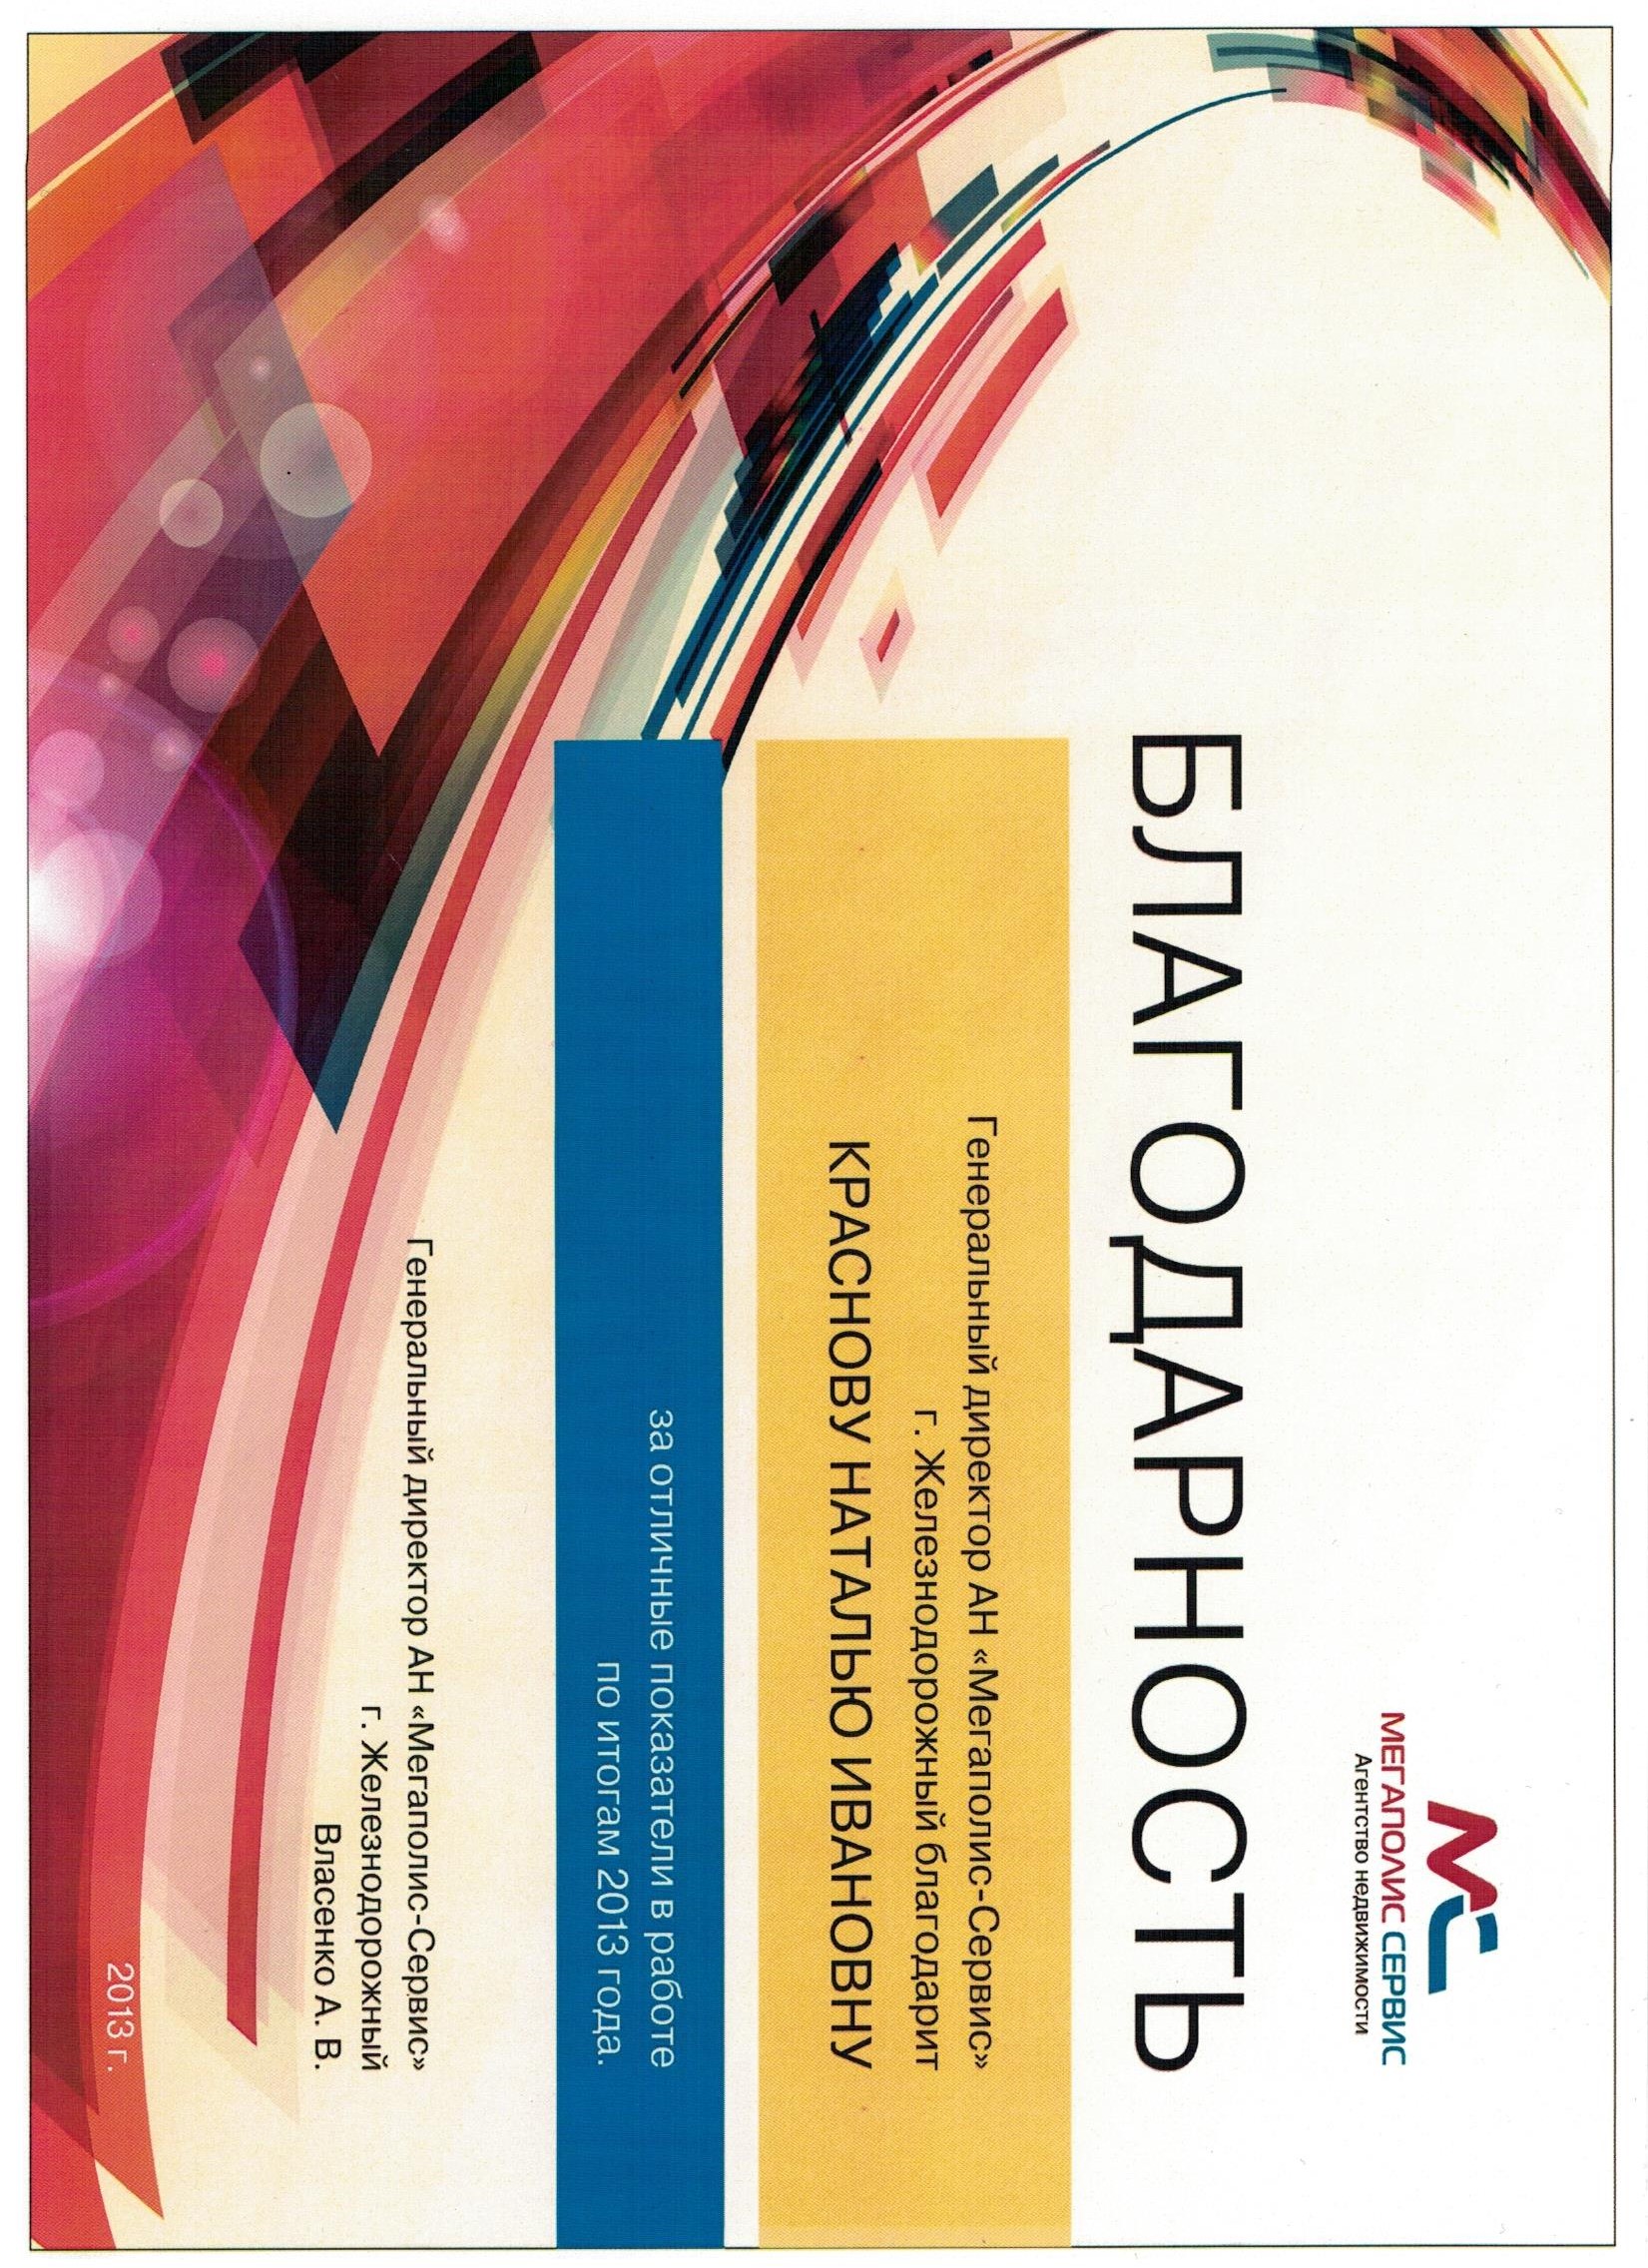 МС
МЕГАПОЛИС СЕРВИС
Агентство недвижимости
БЛАГОДАРНОСТЬ
Генеральный директор АН «Мегаполис-Сервис»
г. Железнодорожный благодарит
КРАСНОВУ НАТАЛЬЮ ИВАНОВНУ
за отличные показатели в работе
по итогам 2013 года.
Генеральный директор АН «Мегаполис-Сервис»
г. Железнодорожный
Власенко А. В.
2013 г.